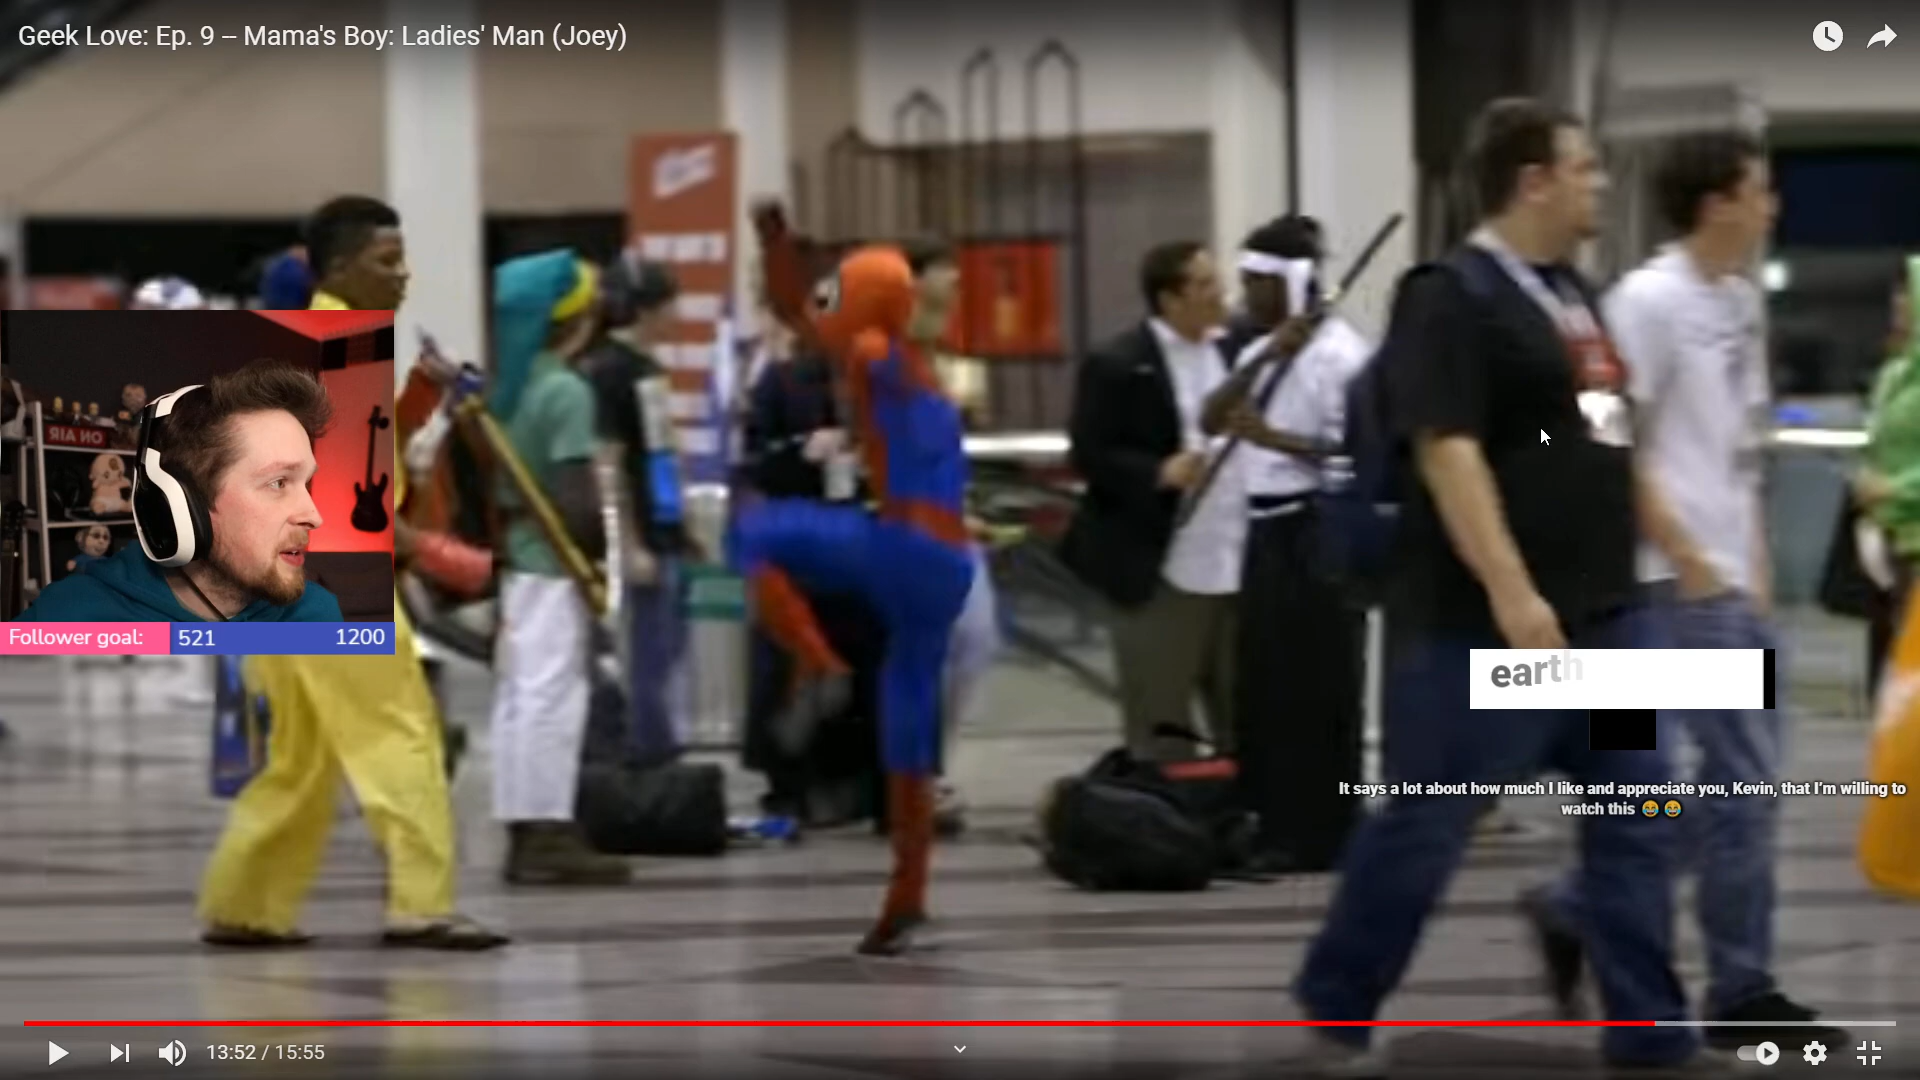 Geek Love: Ep. 9 -- Mama's Boy: Ladies' Man (Joey)
ON AIR
Follower goal: 521 1200
earth
It says a lot about how much I like and appreciate you, Kevin, that I'm willing to
watch this 😂 😂
13:52 / 15:55